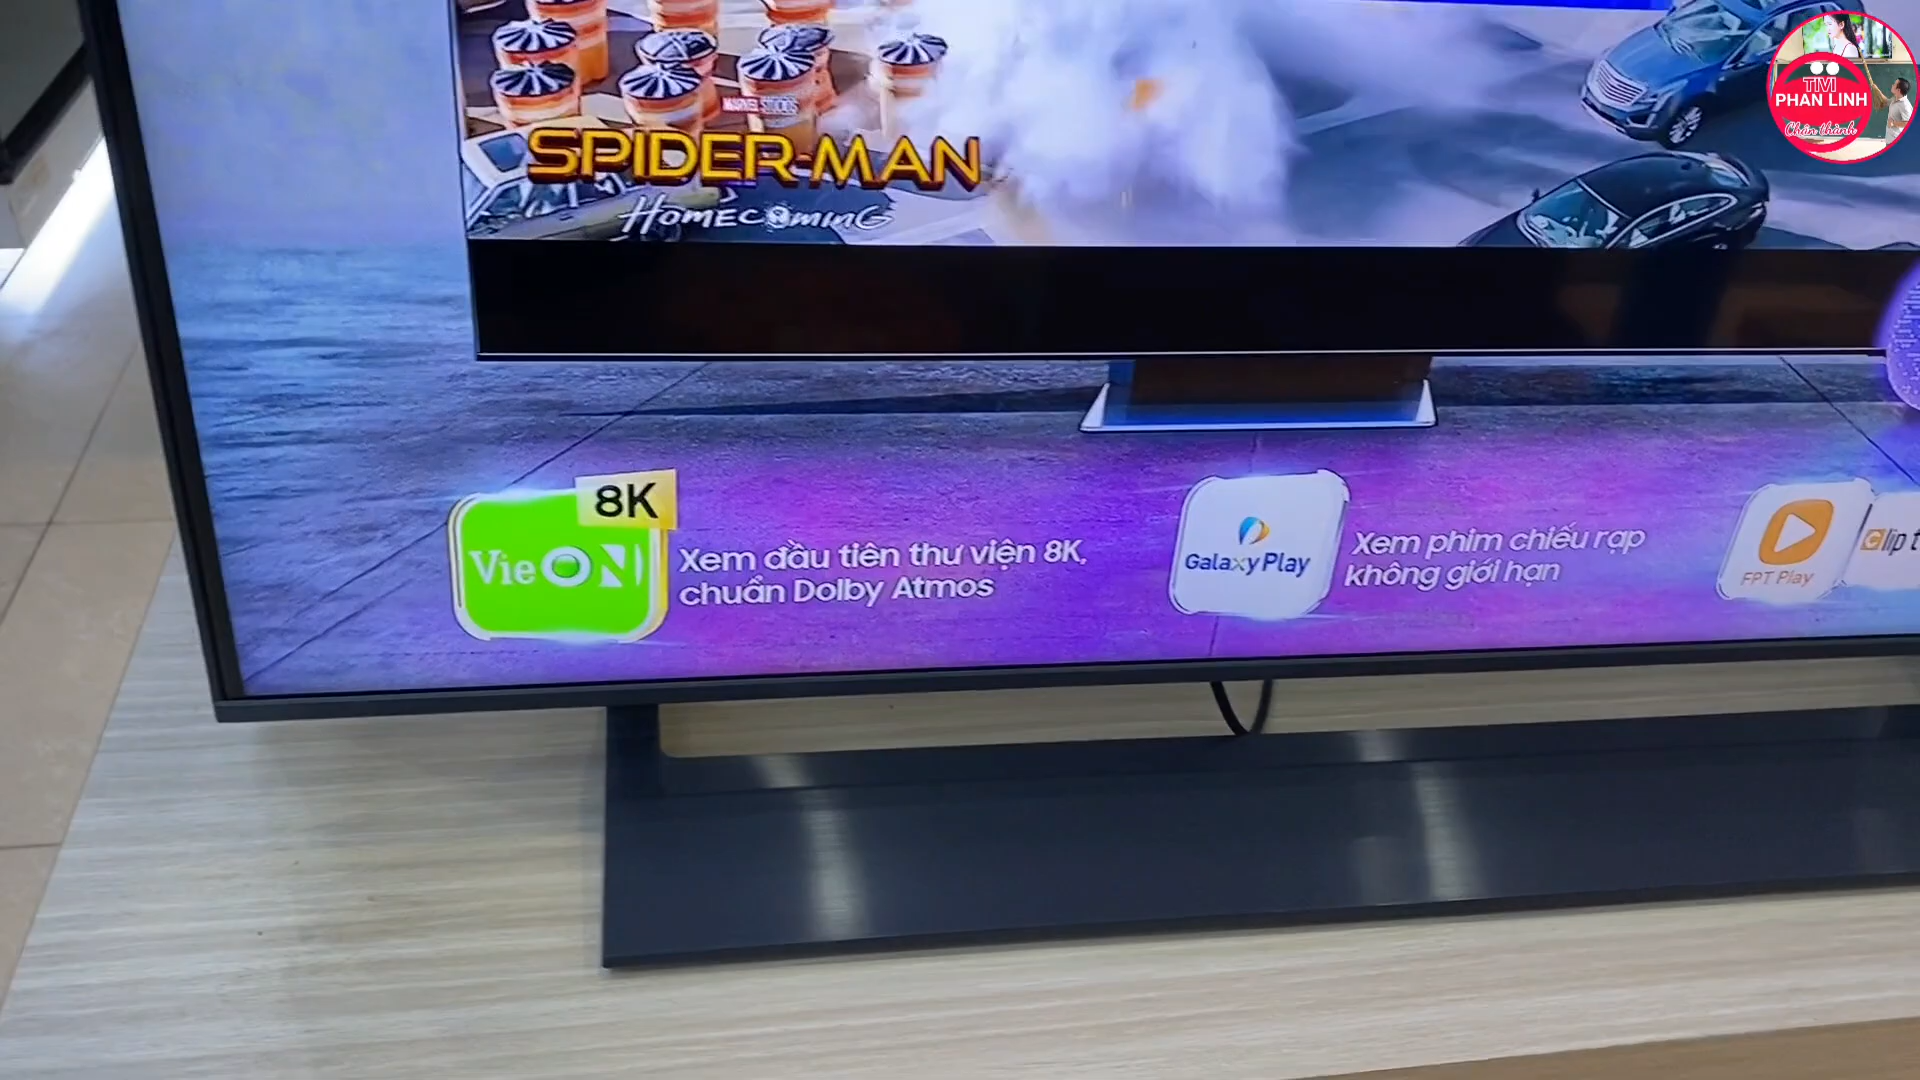 TIVI
PHAN LINH
Chân thành
MARVEL STUDIOS
SPIDER-MAN
HOMECOMING
8K
VieON
Xem đầu tiên thư viện 8K,
chuẩn Dolby Atmos
Galaxy Play
Xem phim chiếu rạp
không giới hạn
FPT Play
Clip t